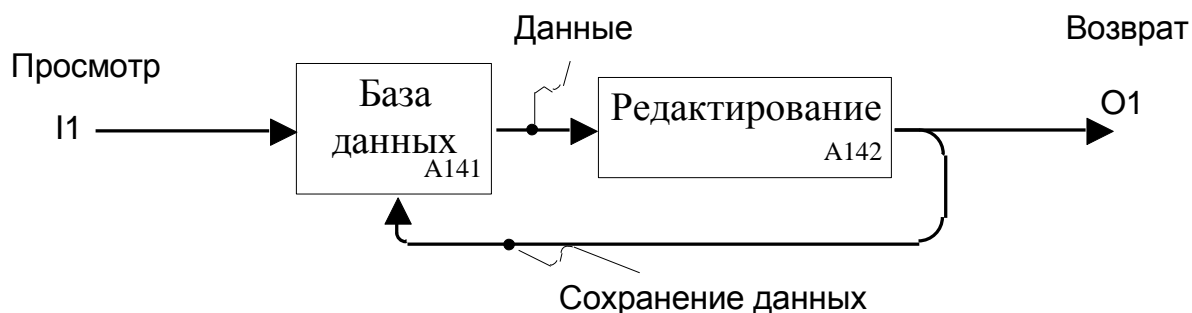 Данные
Возврат
Просмотр
I1
База
данных
A141
Редактирование
A142
O1
Сохранение данных